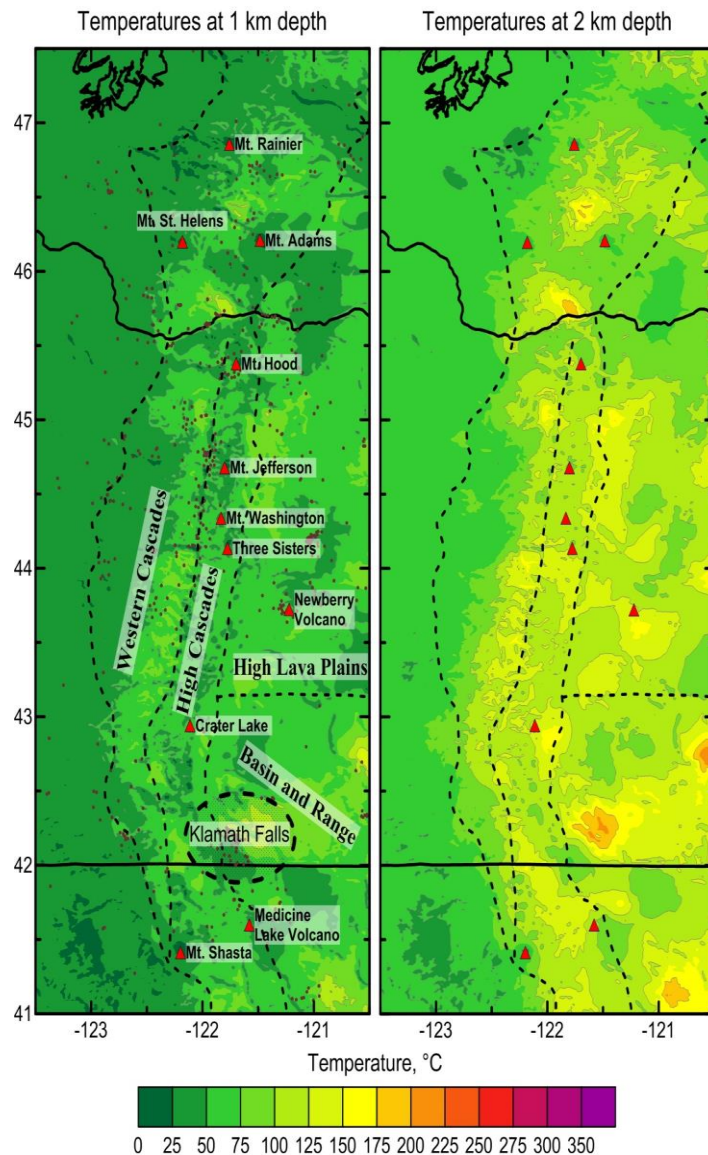 Temperatures at 1 km depth
Temperatures at 2 km depth
47
46
45
44
43
42
41
Mt. Rainier
Mt. St. Helens
Mt. Adams
Mt. Hood
Mt. Jefferson
Mt. Washington
Three Sisters
Western Cascades
High Cascades
Newberry
Volcano
High Lava Plains
Crater Lake
Basin and Range
Klamath Falls
Medicine
Lake Volcano
Mt. Shasta
-123
-122
-121
-123
-122
-121
Temperature, °C
0 25 50 75 100 125 150 175 200 225 250 275 300 350